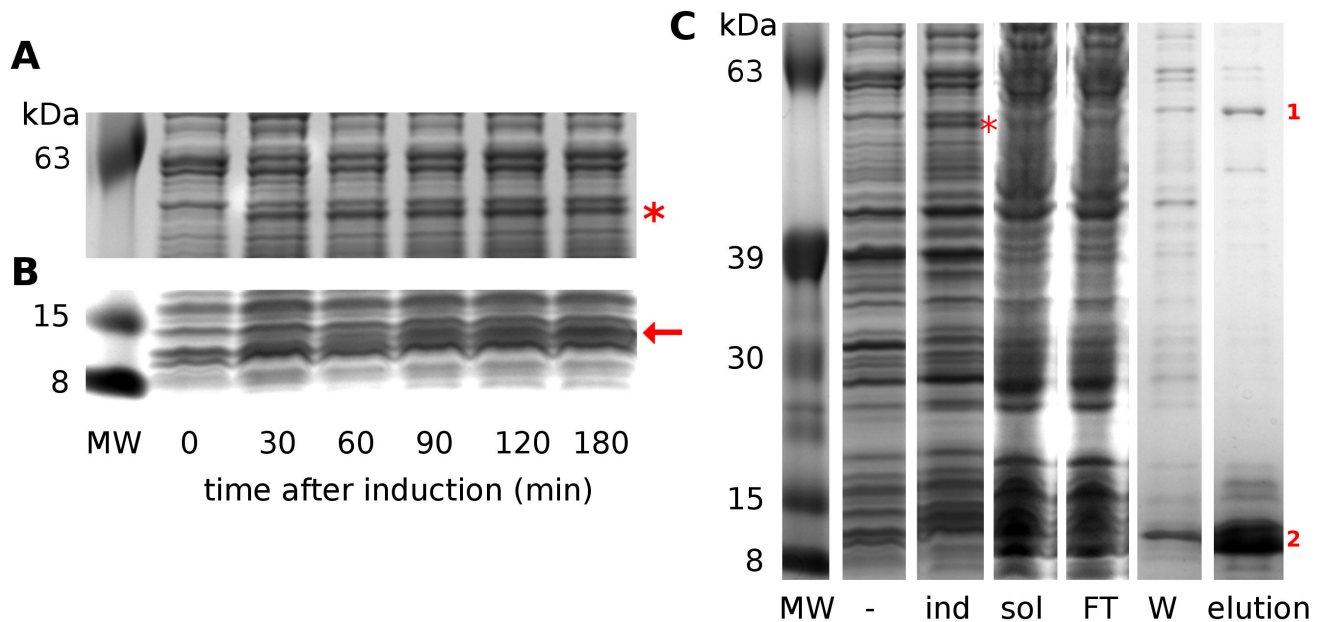 A
kDa
63
*
B
15
8
MW 0 30 60 90 120 180
time after induction (min)
C
kDa
63
39
30
15
8
*
1
2
MW - ind sol FT W elution